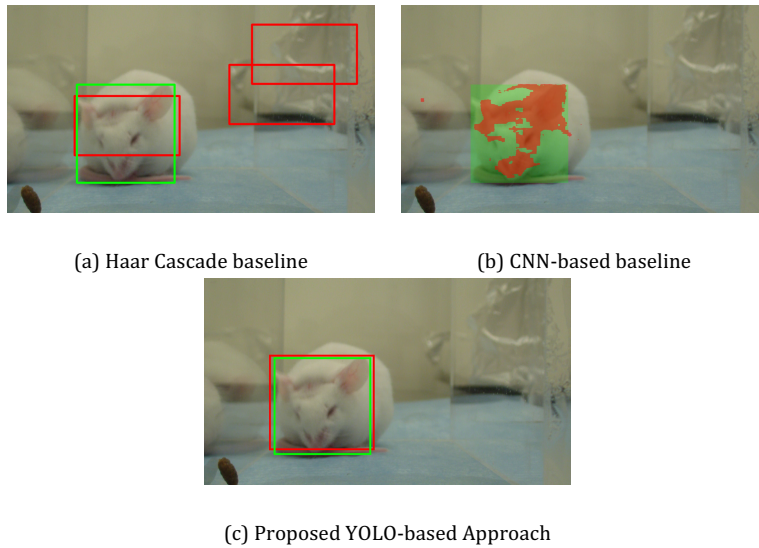 (a) Haar Cascade baseline
(b) CNN-based baseline
(c) Proposed YOLO-based Approach